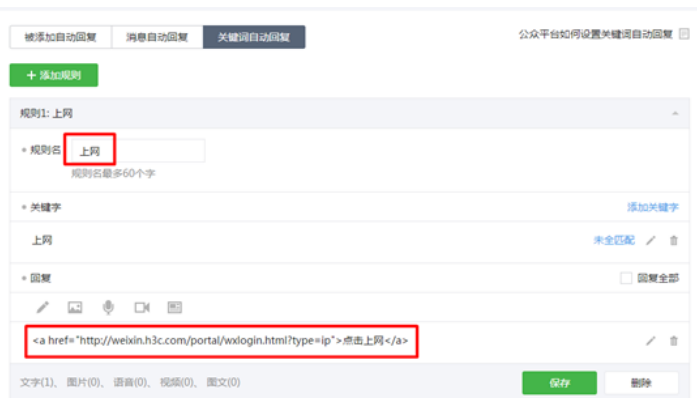 被添加自动回复 消息自动回复 关键词自动回复 公众平台如何设置关键词自动回复
+ 添加规则
规则1: 上网
规则名 上网
规则名最多60个字
关键字 添加关键字
上网 未全匹配
回复 回复全部
<a href="http://weixin.h3c.com/portal/wxlogin.html?type=ip">点击上网</a>
文字(1)、 图片(0)、 语音(0)、 视频(0)、 图文(0) 保存 删除